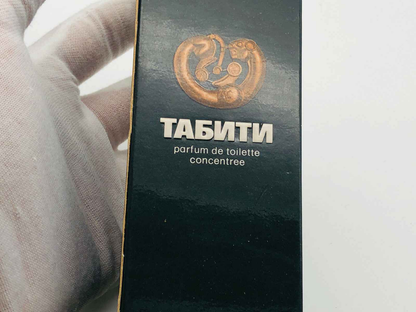 ТАБИТИ
parfum de toilette
concentree